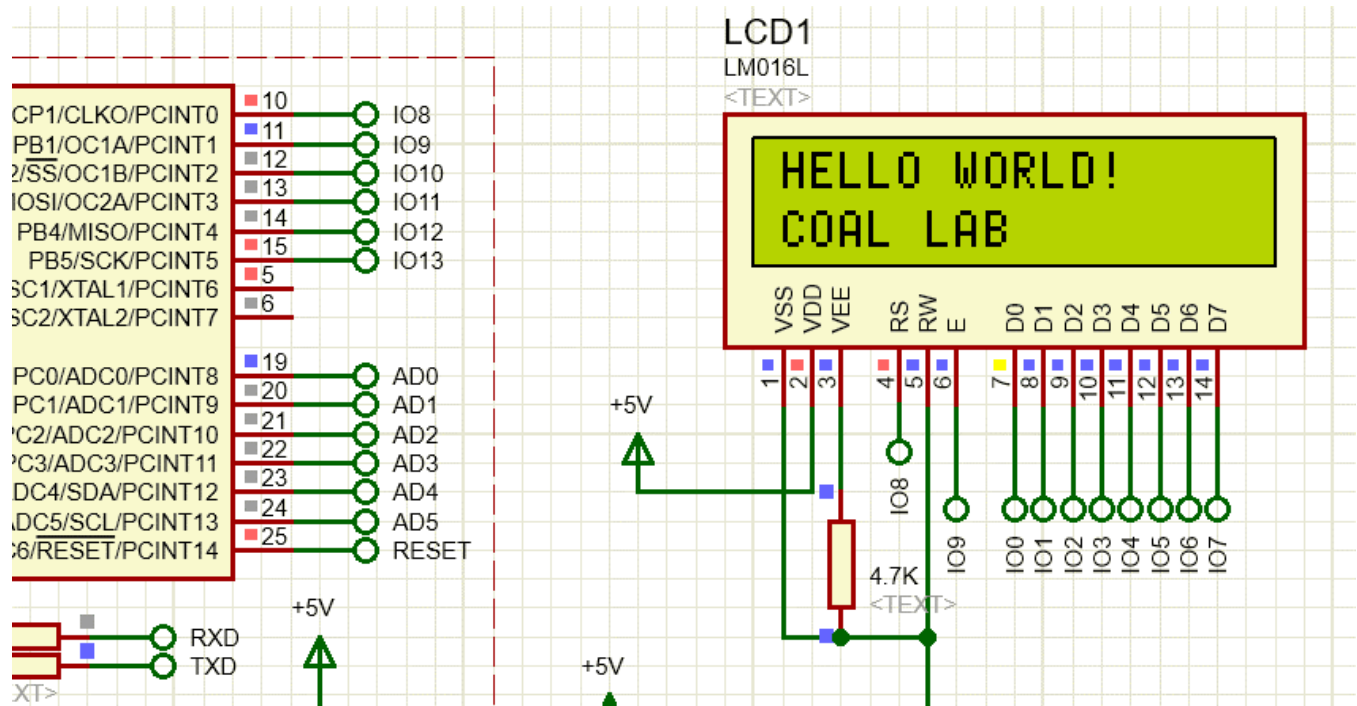 LCD1
LM016L
<TEXT>
HELLO WORLD!
COAL LAB
VSS VDD VEE RS RW E D0 D1 D2 D3 D4 D5 D6 D7
1 2 3 4 5 6 7 8 9 10 11 12 13 14
CP1/CLKO/PCINT0 10 IO8
PB1/OC1A/PCINT1 11 IO9
2/SS/OC1B/PCINT2 12 IO10
IOSI/OC2A/PCINT3 13 IO11
PB4/MISO/PCINT4 14 IO12
PB5/SCK/PCINT5 15 IO13
SC1/XTAL1/PCINT6 5
SC2/XTAL2/PCINT7 6
PC0/ADC0/PCINT8 19 AD0
PC1/ADC1/PCINT9 20 AD1
PC2/ADC2/PCINT10 21 AD2
PC3/ADC3/PCINT11 22 AD3
DC4/SDA/PCINT12 23 AD4
ADC5/SCL/PCINT13 24 AD5
C6/RESET/PCINT14 25 RESET
+5V
IO8
IO9 IO0 IO1 IO2 IO3 IO4 IO5 IO6 IO7
4.7K
<TEXT>
+5V
RXD
TXD
+5V
XT>